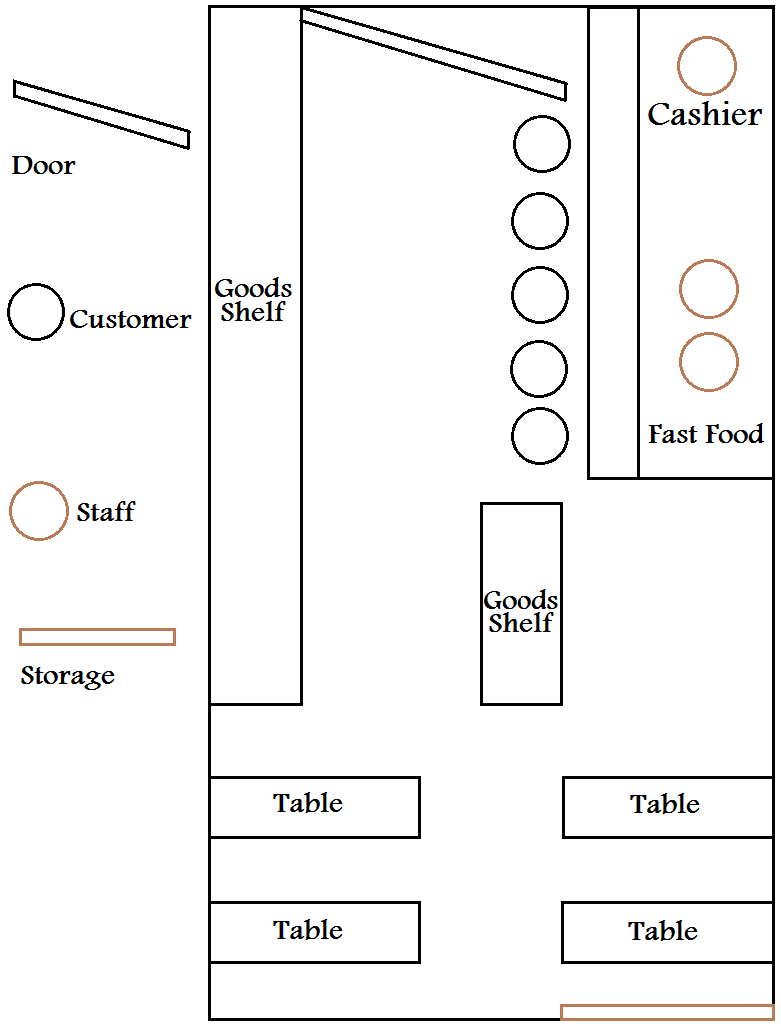 Door
Customer
Staff
Storage
Goods
Shelf
Cashier
Fast Food
Goods
Shelf
Table
Table
Table
Table